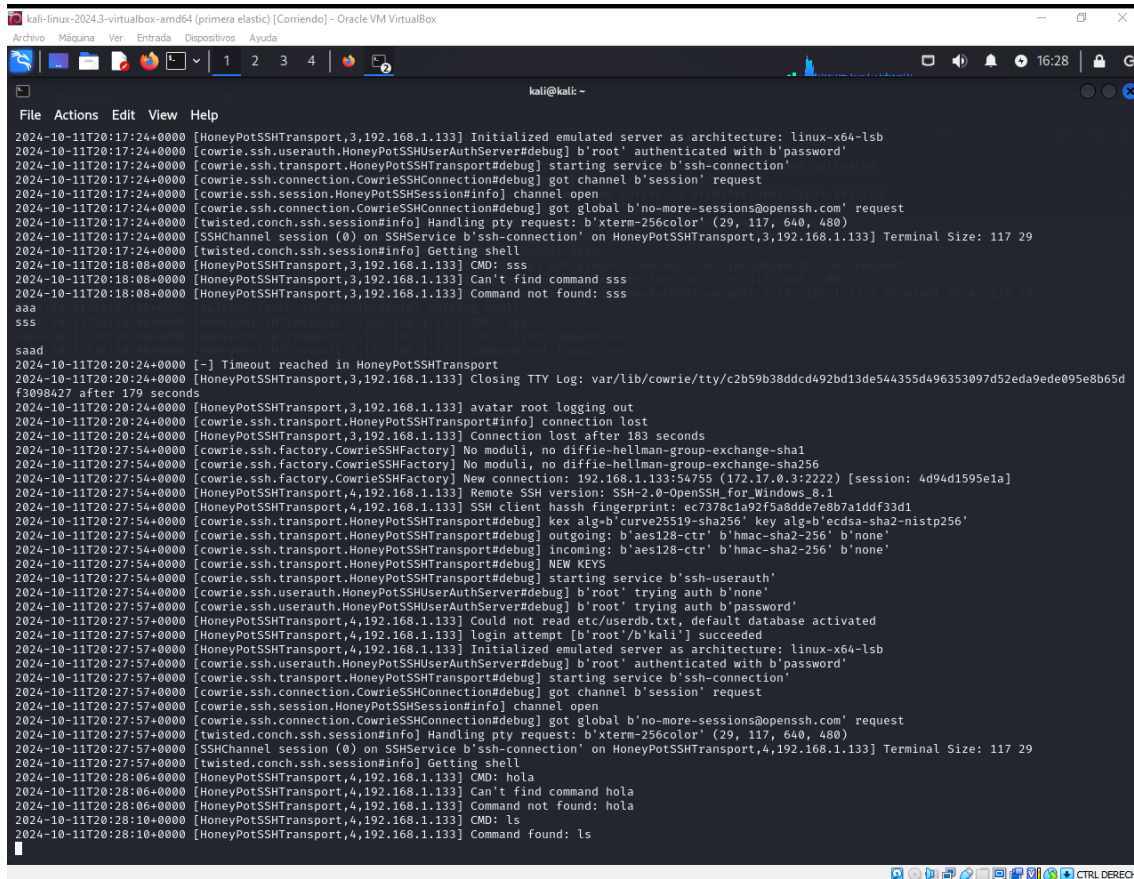 kali-linux-2024.3-virtualbox-amd64 (primera elastic) [Corriendo] - Oracle VM VirtualBox
Archivo Máquina Ver Entrada Dispositivos Ayuda
1 2 3 4 16:28
kali@kali: ~
File Actions Edit View Help
2024-10-11T20:17:24+0000 [HoneyPotSSHTransport,3,192.168.1.133] Initialized emulated server as architecture: linux-x64-lsb
2024-10-11T20:17:24+0000 [cowrie.ssh.userauth.HoneyPotSSHUserAuthServer#debug] b'root' authenticated with b'password'
2024-10-11T20:17:24+0000 [cowrie.ssh.transport.HoneyPotSSHTransport#debug] starting service b'ssh-connection'
2024-10-11T20:17:24+0000 [cowrie.ssh.connection.CowrieSSHConnection#debug] got channel b'session' request
2024-10-11T20:17:24+0000 [cowrie.ssh.session.HoneyPotSSHSession#info] channel open
2024-10-11T20:17:24+0000 [cowrie.ssh.connection.CowrieSSHConnection#debug] got global b'no-more-sessions@openssh.com' request
2024-10-11T20:17:24+0000 [twisted.conch.ssh.session#info] Handling pty request: b'xterm-256color' (29, 117, 640, 480)
2024-10-11T20:17:24+0000 [SSHChannel session (0) on SSHService b'ssh-connection' on HoneyPotSSHTransport,3,192.168.1.133] Terminal Size: 117 29
2024-10-11T20:17:24+0000 [twisted.conch.ssh.session#info] Getting shell
2024-10-11T20:18:08+0000 [HoneyPotSSHTransport,3,192.168.1.133] CMD: sss
2024-10-11T20:18:08+0000 [HoneyPotSSHTransport,3,192.168.1.133] Can't find command sss
2024-10-11T20:18:08+0000 [HoneyPotSSHTransport,3,192.168.1.133] Command not found: sss
aaa
sss
saad
2024-10-11T20:20:24+0000 [-] Timeout reached in HoneyPotSSHTransport
2024-10-11T20:20:24+0000 [HoneyPotSSHTransport,3,192.168.1.133] Closing TTY Log: var/lib/cowrie/tty/c2b59b38ddcd492bd13de544355d496353097d52eda9ede095e8b65d
f3098427 after 179 seconds
2024-10-11T20:20:24+0000 [HoneyPotSSHTransport,3,192.168.1.133] avatar root logging out
2024-10-11T20:20:24+0000 [cowrie.ssh.transport.HoneyPotSSHTransport#info] connection lost
2024-10-11T20:20:24+0000 [HoneyPotSSHTransport,3,192.168.1.133] Connection lost after 183 seconds
2024-10-11T20:27:54+0000 [cowrie.ssh.factory.CowrieSSHFactory] No moduli, no diffie-hellman-group-exchange-sha1
2024-10-11T20:27:54+0000 [cowrie.ssh.factory.CowrieSSHFactory] No moduli, no diffie-hellman-group-exchange-sha256
2024-10-11T20:27:54+0000 [cowrie.ssh.factory.CowrieSSHFactory] New connection: 192.168.1.133:54755 (172.17.0.3:2222) [session: 4d94d1595e1a]
2024-10-11T20:27:54+0000 [HoneyPotSSHTransport,4,192.168.1.133] Remote SSH version: SSH-2.0-OpenSSH_for_Windows_8.1
2024-10-11T20:27:54+0000 [HoneyPotSSHTransport,4,192.168.1.133] SSH client hassh fingerprint: ec7378c1a92f5a8dde7e8b7a1ddf33d1
2024-10-11T20:27:54+0000 [cowrie.ssh.transport.HoneyPotSSHTransport#debug] kex alg=b'curve25519-sha256' key alg=b'ecdsa-sha2-nistp256'
2024-10-11T20:27:54+0000 [cowrie.ssh.transport.HoneyPotSSHTransport#debug] outgoing: b'aes128-ctr' b'hmac-sha2-256' b'none'
2024-10-11T20:27:54+0000 [cowrie.ssh.transport.HoneyPotSSHTransport#debug] incoming: b'aes128-ctr' b'hmac-sha2-256' b'none'
2024-10-11T20:27:54+0000 [cowrie.ssh.transport.HoneyPotSSHTransport#debug] NEW KEYS
2024-10-11T20:27:54+0000 [cowrie.ssh.transport.HoneyPotSSHTransport#debug] starting service b'ssh-userauth'
2024-10-11T20:27:54+0000 [cowrie.ssh.userauth.HoneyPotSSHUserAuthServer#debug] b'root' trying auth b'none'
2024-10-11T20:27:57+0000 [cowrie.ssh.userauth.HoneyPotSSHUserAuthServer#debug] b'root' trying auth b'password'
2024-10-11T20:27:57+0000 [HoneyPotSSHTransport,4,192.168.1.133] Could not read etc/userdb.txt, default database activated
2024-10-11T20:27:57+0000 [HoneyPotSSHTransport,4,192.168.1.133] login attempt [b'root'/b'kali'] succeeded
2024-10-11T20:27:57+0000 [HoneyPotSSHTransport,4,192.168.1.133] Initialized emulated server as architecture: linux-x64-lsb
2024-10-11T20:27:57+0000 [cowrie.ssh.userauth.HoneyPotSSHUserAuthServer#debug] b'root' authenticated with b'password'
2024-10-11T20:27:57+0000 [cowrie.ssh.transport.HoneyPotSSHTransport#debug] starting service b'ssh-connection'
2024-10-11T20:27:57+0000 [cowrie.ssh.connection.CowrieSSHConnection#debug] got channel b'session' request
2024-10-11T20:27:57+0000 [cowrie.ssh.session.HoneyPotSSHSession#info] channel open
2024-10-11T20:27:57+0000 [cowrie.ssh.connection.CowrieSSHConnection#debug] got global b'no-more-sessions@openssh.com' request
2024-10-11T20:27:57+0000 [twisted.conch.ssh.session#info] Handling pty request: b'xterm-256color' (29, 117, 640, 480)
2024-10-11T20:27:57+0000 [SSHChannel session (0) on SSHService b'ssh-connection' on HoneyPotSSHTransport,4,192.168.1.133] Terminal Size: 117 29
2024-10-11T20:27:57+0000 [twisted.conch.ssh.session#info] Getting shell
2024-10-11T20:28:06+0000 [HoneyPotSSHTransport,4,192.168.1.133] CMD: hola
2024-10-11T20:28:06+0000 [HoneyPotSSHTransport,4,192.168.1.133] Can't find command hola
2024-10-11T20:28:06+0000 [HoneyPotSSHTransport,4,192.168.1.133] Command not found: hola
2024-10-11T20:28:10+0000 [HoneyPotSSHTransport,4,192.168.1.133] CMD: ls
2024-10-11T20:28:10+0000 [HoneyPotSSHTransport,4,192.168.1.133] Command found: ls
CTRL DERECH